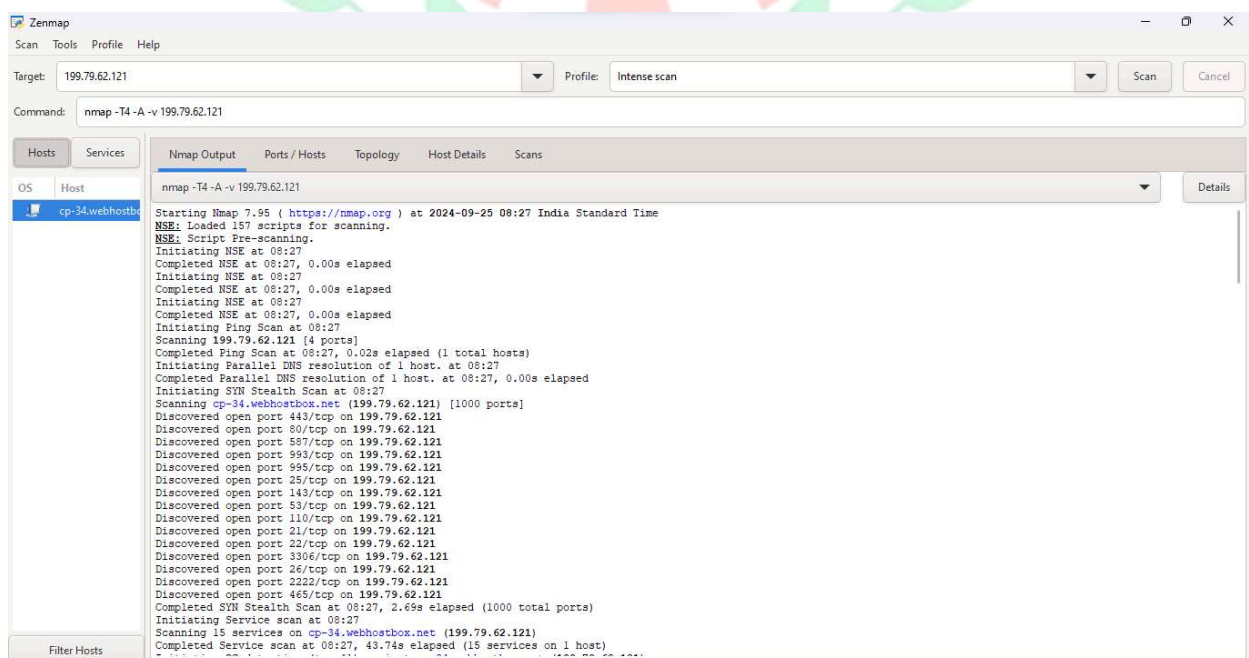 Zenmap
Scan Tools Profile Help
Target: 199.79.62.121 Profile: Intense scan Scan Cancel
Command: nmap -T4 -A -v 199.79.62.121
Hosts Services Nmap Output Ports / Hosts Topology Host Details Scans
OS Host nmap -T4 -A -v 199.79.62.121 Details
cp-34.webhostbo
Starting Nmap 7.95 ( https://nmap.org ) at 2024-09-25 08:27 India Standard Time
NSE: Loaded 157 scripts for scanning.
NSE: Script Pre-scanning.
Initiating NSE at 08:27
Completed NSE at 08:27, 0.00s elapsed
Initiating NSE at 08:27
Completed NSE at 08:27, 0.00s elapsed
Initiating NSE at 08:27
Completed NSE at 08:27, 0.00s elapsed
Initiating Ping Scan at 08:27
Scanning 199.79.62.121 [4 ports]
Completed Ping Scan at 08:27, 0.02s elapsed (1 total hosts)
Initiating Parallel DNS resolution of 1 host. at 08:27
Completed Parallel DNS resolution of 1 host. at 08:27, 0.00s elapsed
Initiating SYN Stealth Scan at 08:27
Scanning cp-34.webhostbox.net (199.79.62.121) [1000 ports]
Discovered open port 443/tcp on 199.79.62.121
Discovered open port 80/tcp on 199.79.62.121
Discovered open port 587/tcp on 199.79.62.121
Discovered open port 993/tcp on 199.79.62.121
Discovered open port 995/tcp on 199.79.62.121
Discovered open port 25/tcp on 199.79.62.121
Discovered open port 143/tcp on 199.79.62.121
Discovered open port 53/tcp on 199.79.62.121
Discovered open port 110/tcp on 199.79.62.121
Discovered open port 21/tcp on 199.79.62.121
Discovered open port 22/tcp on 199.79.62.121
Discovered open port 3306/tcp on 199.79.62.121
Discovered open port 26/tcp on 199.79.62.121
Discovered open port 2222/tcp on 199.79.62.121
Discovered open port 465/tcp on 199.79.62.121
Completed SYN Stealth Scan at 08:27, 2.69s elapsed (1000 total ports)
Initiating Service scan at 08:27
Scanning 15 services on cp-34.webhostbox.net (199.79.62.121)
Completed Service scan at 08:27, 43.74s elapsed (15 services on 1 host)
Filter Hosts